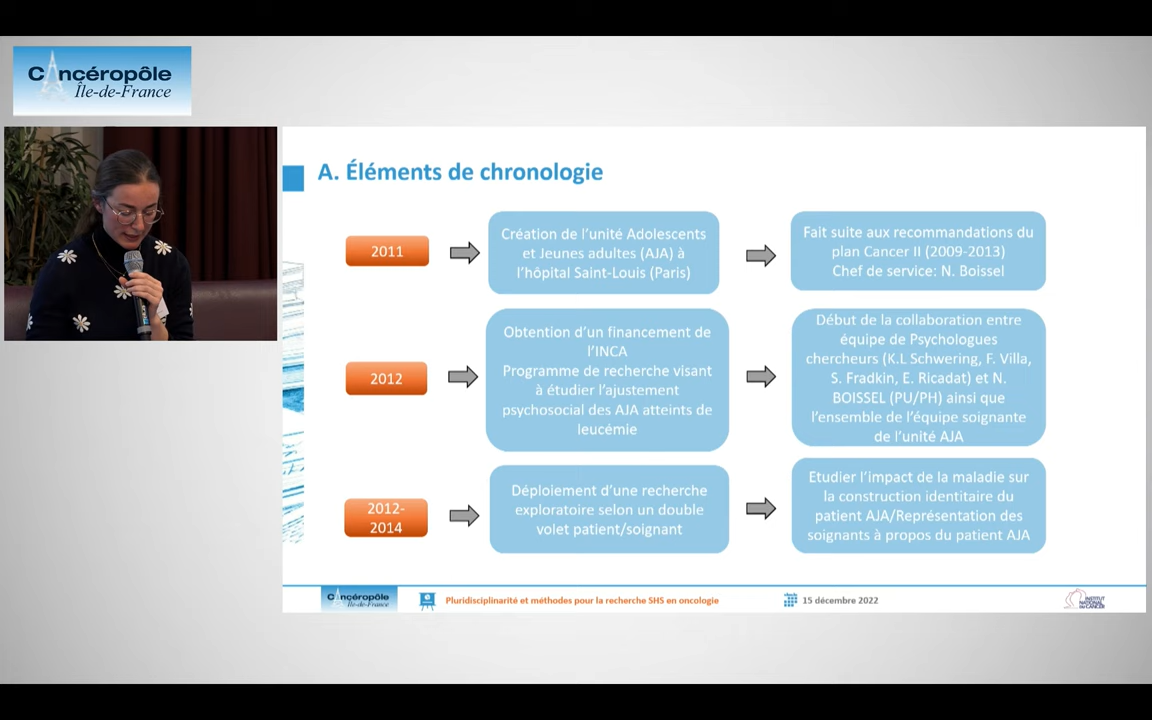 Cancéropôle
Île-de-France
A. Éléments de chronologie
2011
Création de l'unité Adolescents
et Jeunes adultes (AJA) à
l'hôpital Saint-Louis (Paris)
Fait suite aux recommandations du
plan Cancer II (2009-2013)
Chef de service: N. Boissel
2012
Obtention d'un financement de
l'INCA
Programme de recherche visant
à étudier l'ajustement
psychosocial des AJA atteints de
leucémie
Début de la collaboration entre
équipe de Psychologues
chercheurs (K.L Schwering, F. Villa,
S. Fradkin, E. Ricadat) et N.
BOISSEL (PU/PH) ainsi que
l'ensemble de l'équipe soignante
de l'unité AJA
2012-
2014
Déploiement d'une recherche
exploratoire selon un double
volet patient/soignant
Etudier l'impact de la maladie sur
la construction identitaire du
patient AJA/Représentation des
soignants à propos du patient AJA
Cancéropôle
Île-de-France
Pluridisciplinarité et méthodes pour la recherche SHS en oncologie
15 décembre 2022
INSTITUT
NATIONAL
DU CANCER